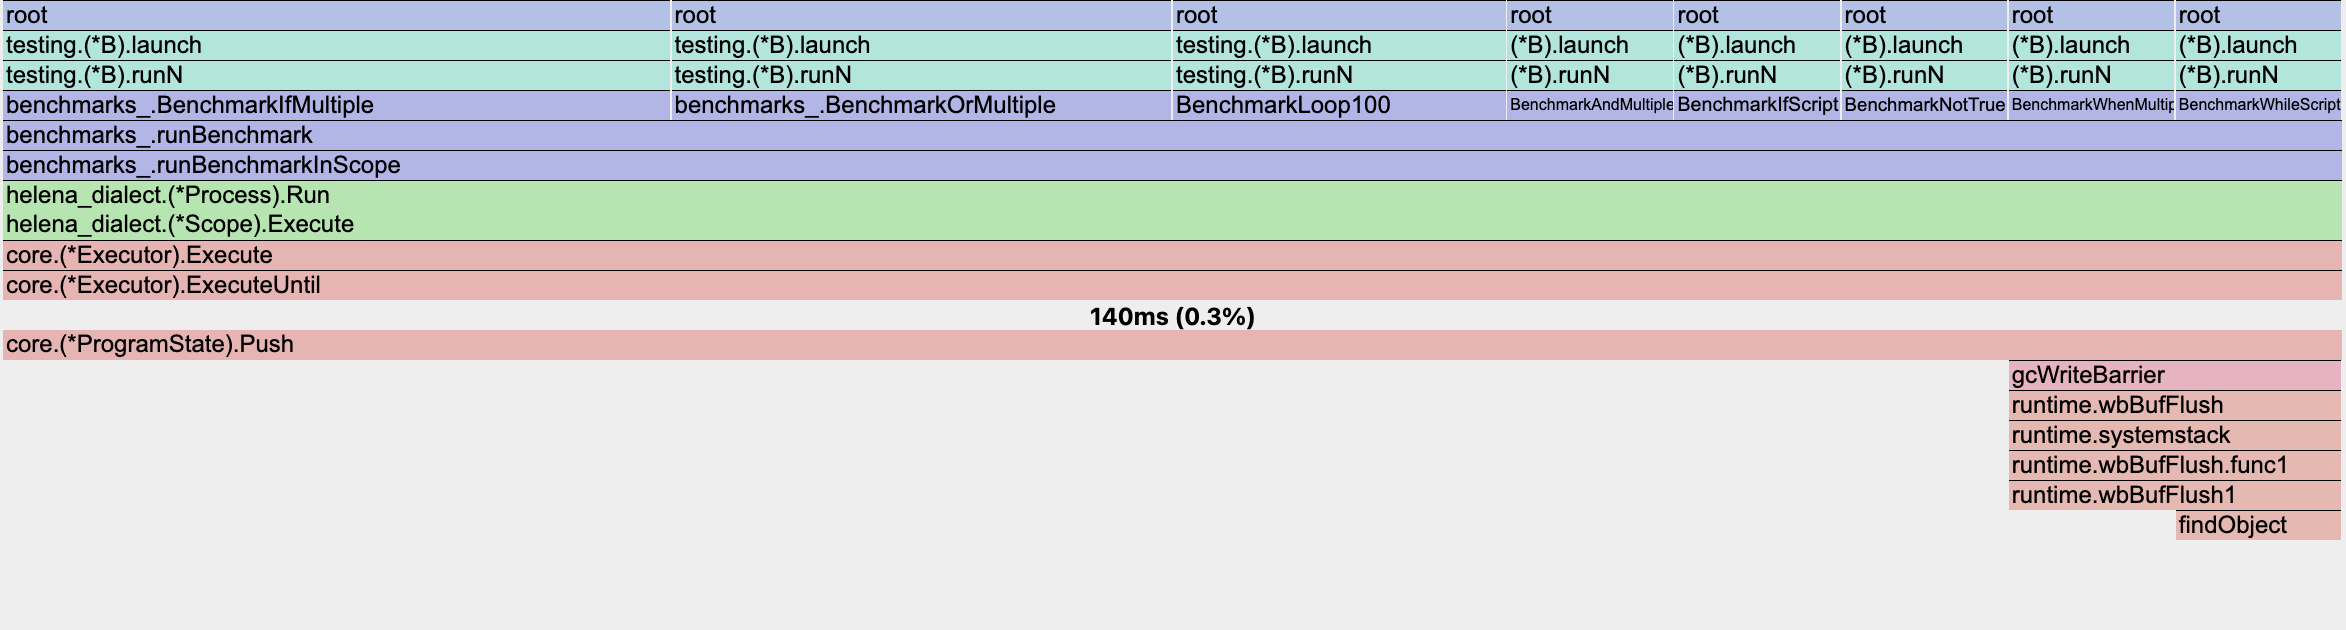 root root root root root root root root
testing.(*B).launch testing.(*B).launch testing.(*B).launch (*B).launch (*B).launch (*B).launch (*B).launch (*B).launch
testing.(*B).runN testing.(*B).runN testing.(*B).runN (*B).runN (*B).runN (*B).runN (*B).runN (*B).runN
benchmarks_.BenchmarkIfMultiple benchmarks_.BenchmarkOrMultiple BenchmarkLoop100 BenchmarkAndMultiple BenchmarkIfScript BenchmarkNotTrue BenchmarkWhenMultip BenchmarkWhileScript
benchmarks_.runBenchmark
benchmarks_.runBenchmarkInScope
helena_dialect.(*Process).Run
helena_dialect.(*Scope).Execute
core.(*Executor).Execute
core.(*Executor).ExecuteUntil
140ms (0.3%)
core.(*ProgramState).Push
gcWriteBarrier
runtime.wbBufFlush
runtime.systemstack
runtime.wbBufFlush.func1
runtime.wbBufFlush1
findObject